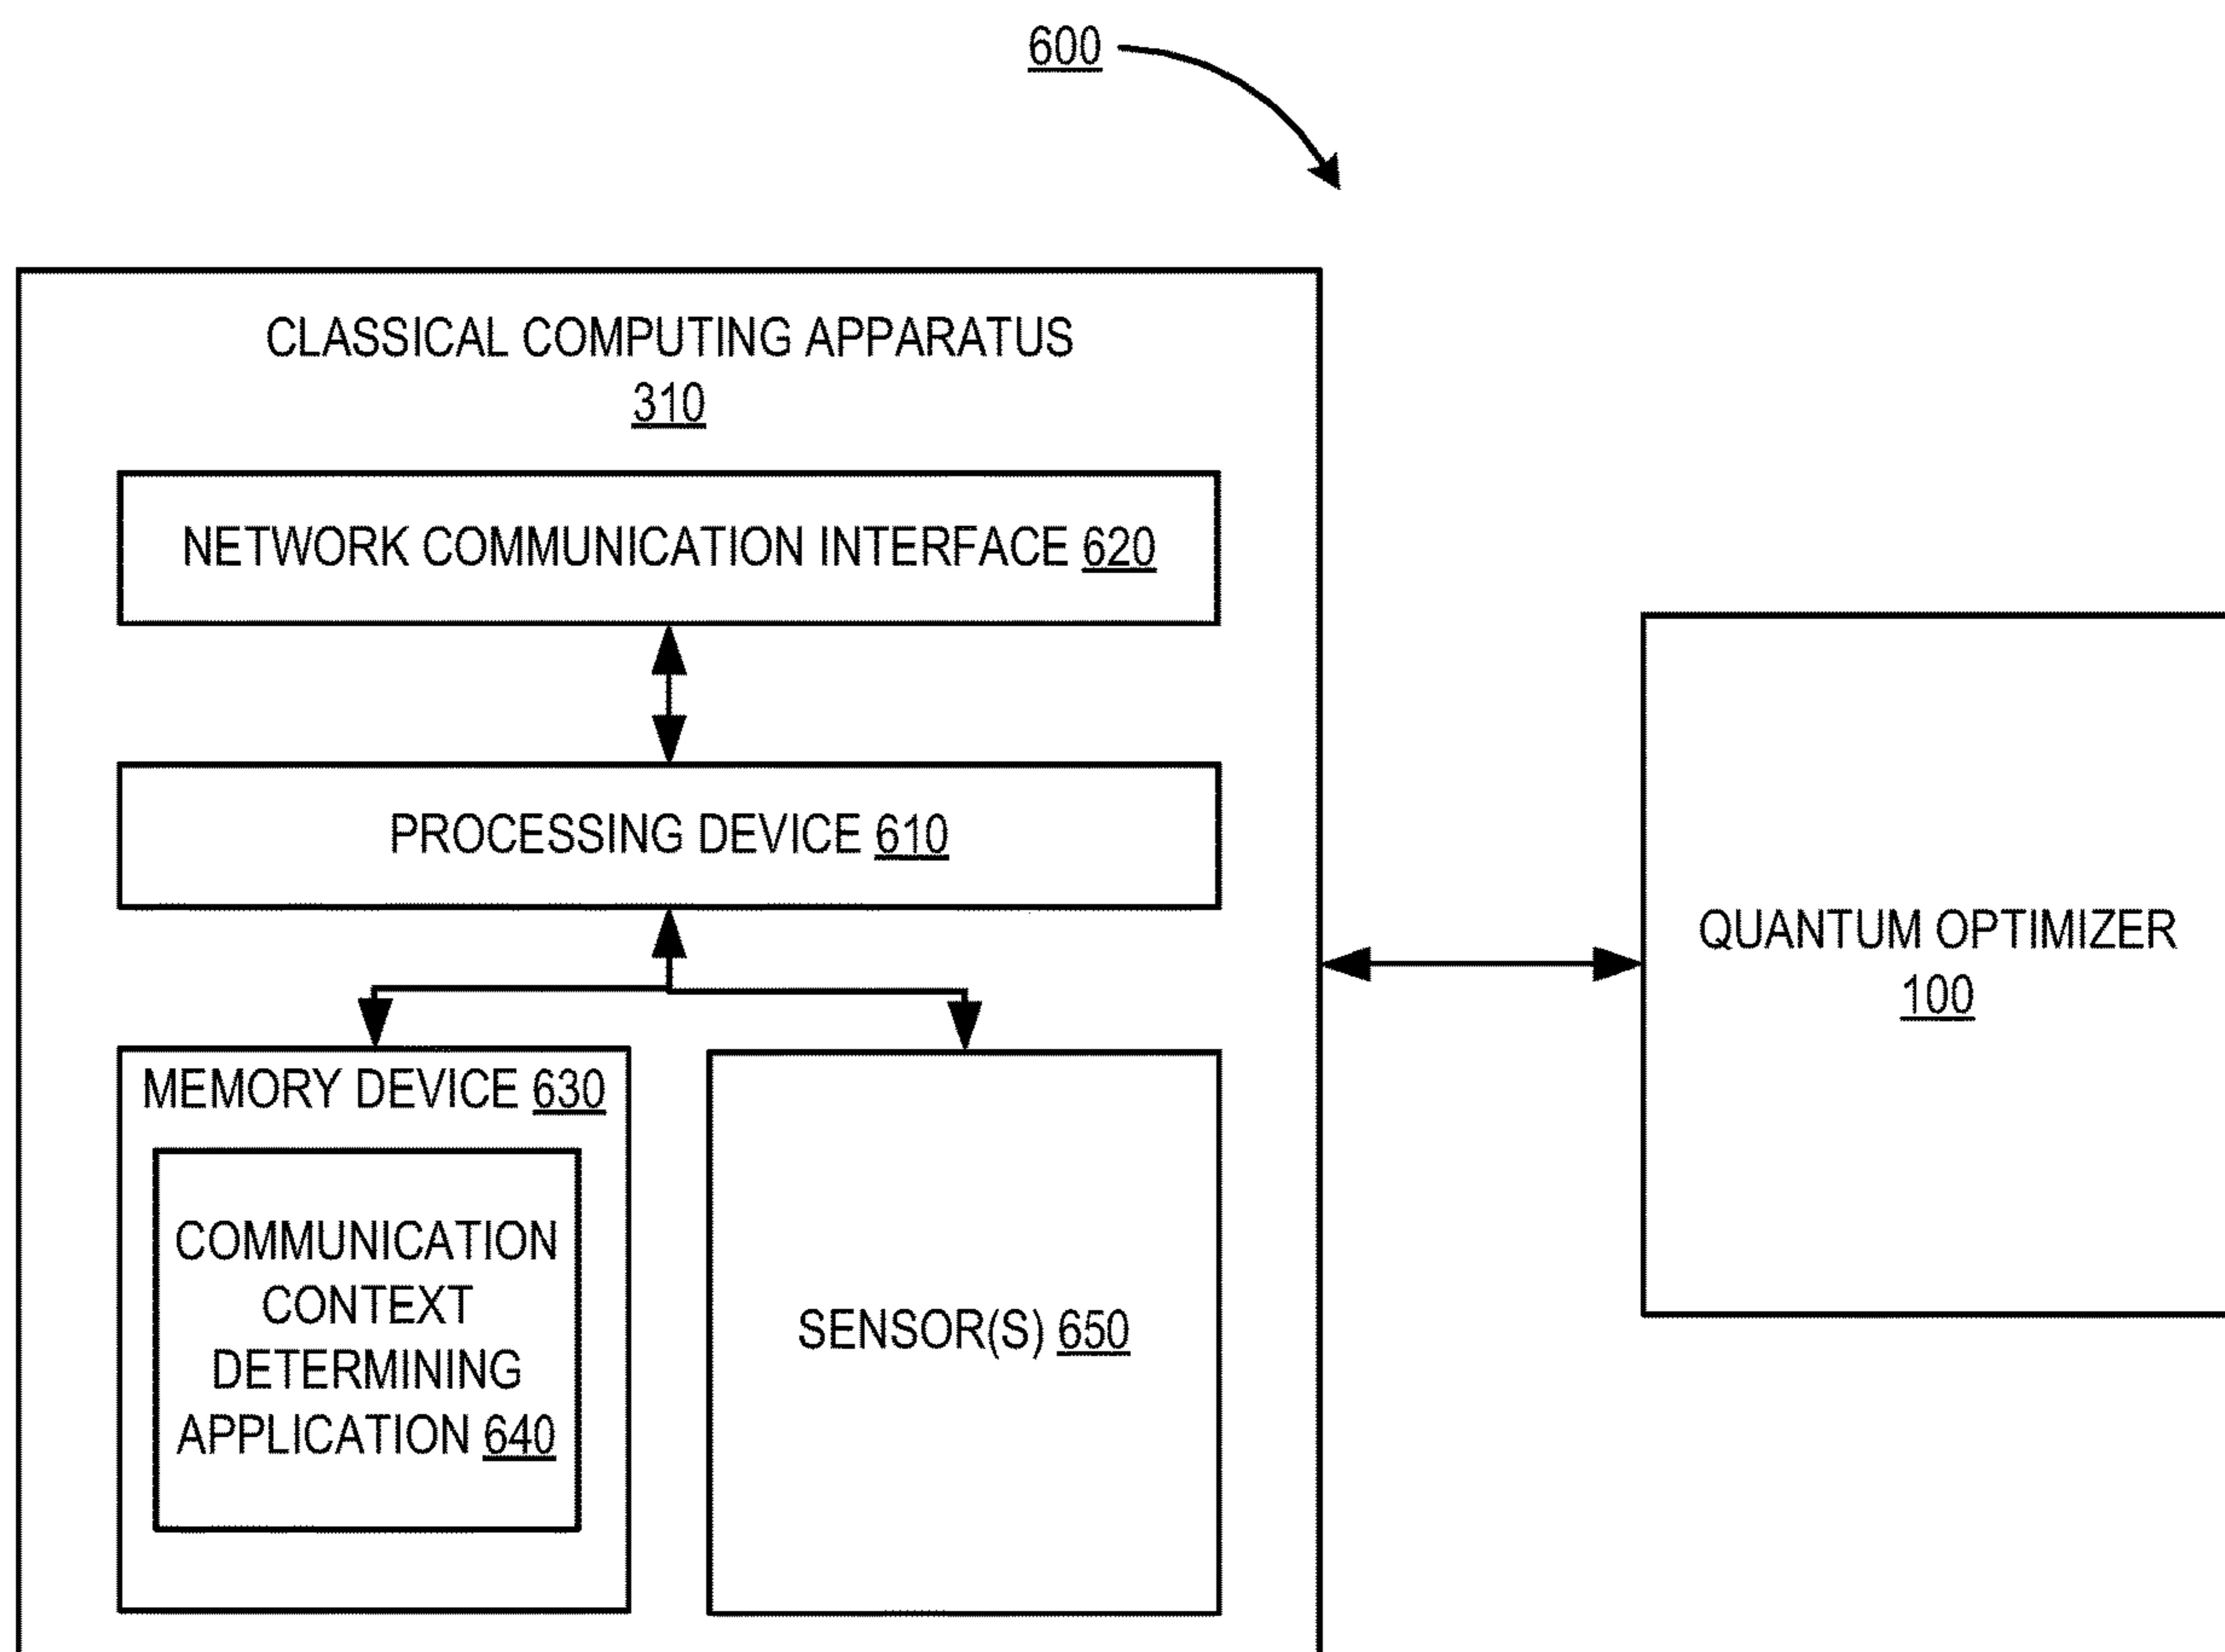 600
CLASSICAL COMPUTING APPARATUS
310
NETWORK COMMUNICATION INTERFACE 620
PROCESSING DEVICE 610
MEMORY DEVICE 630
COMMUNICATION
CONTEXT
DETERMINING
APPLICATION 640
SENSOR(S) 650
QUANTUM OPTIMIZER
100